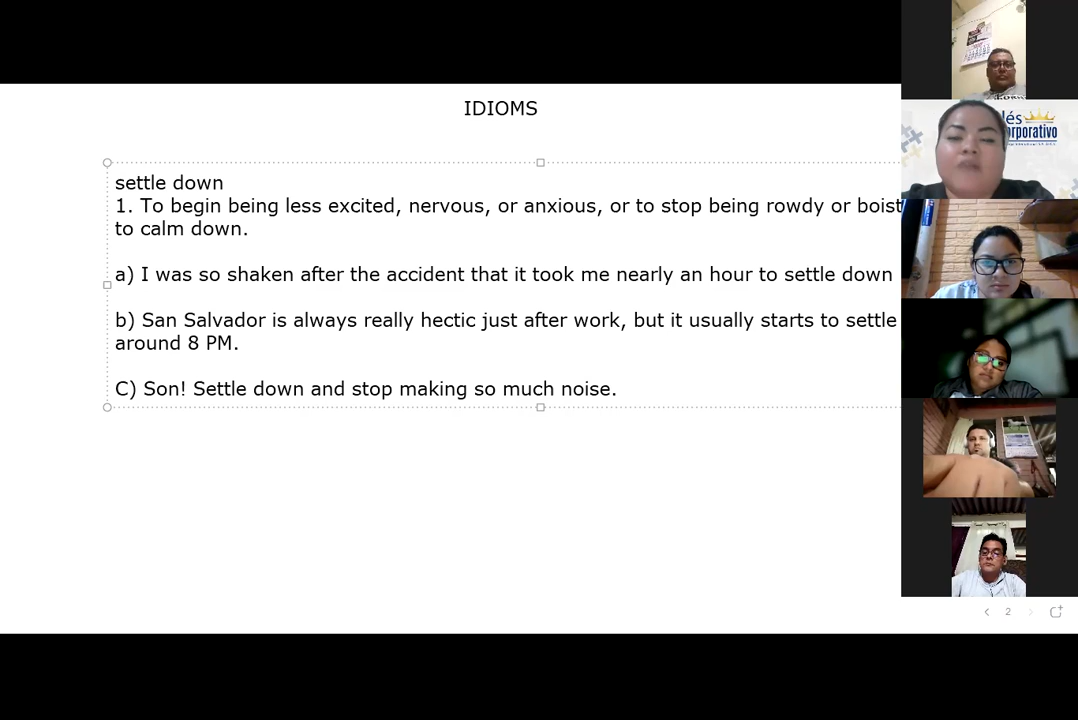 IDIOMS
settle down
1. To begin being less excited, nervous, or anxious, or to stop being rowdy or boist
to calm down.
a) I was so shaken after the accident that it took me nearly an hour to settle down
b) San Salvador is always really hectic just after work, but it usually starts to settle
around 8 PM.
C) Son! Settle down and stop making so much noise.
lés
orporativo
2